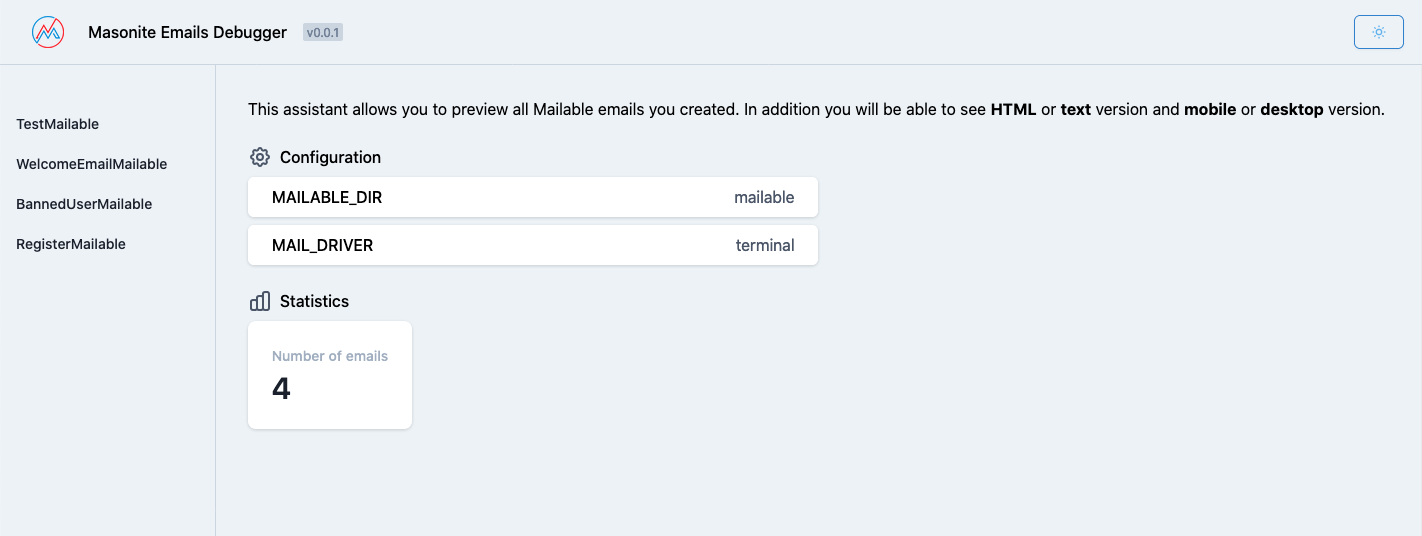 Masonite Emails Debugger v0.0.1
TestMailable
WelcomeEmailMailable
BannedUserMailable
RegisterMailable
This assistant allows you to preview all Mailable emails you created. In addition you will be able to see HTML or text version and mobile or desktop version.
Configuration
MAILABLE_DIR mailable
MAIL_DRIVER terminal
Statistics
Number of emails
4